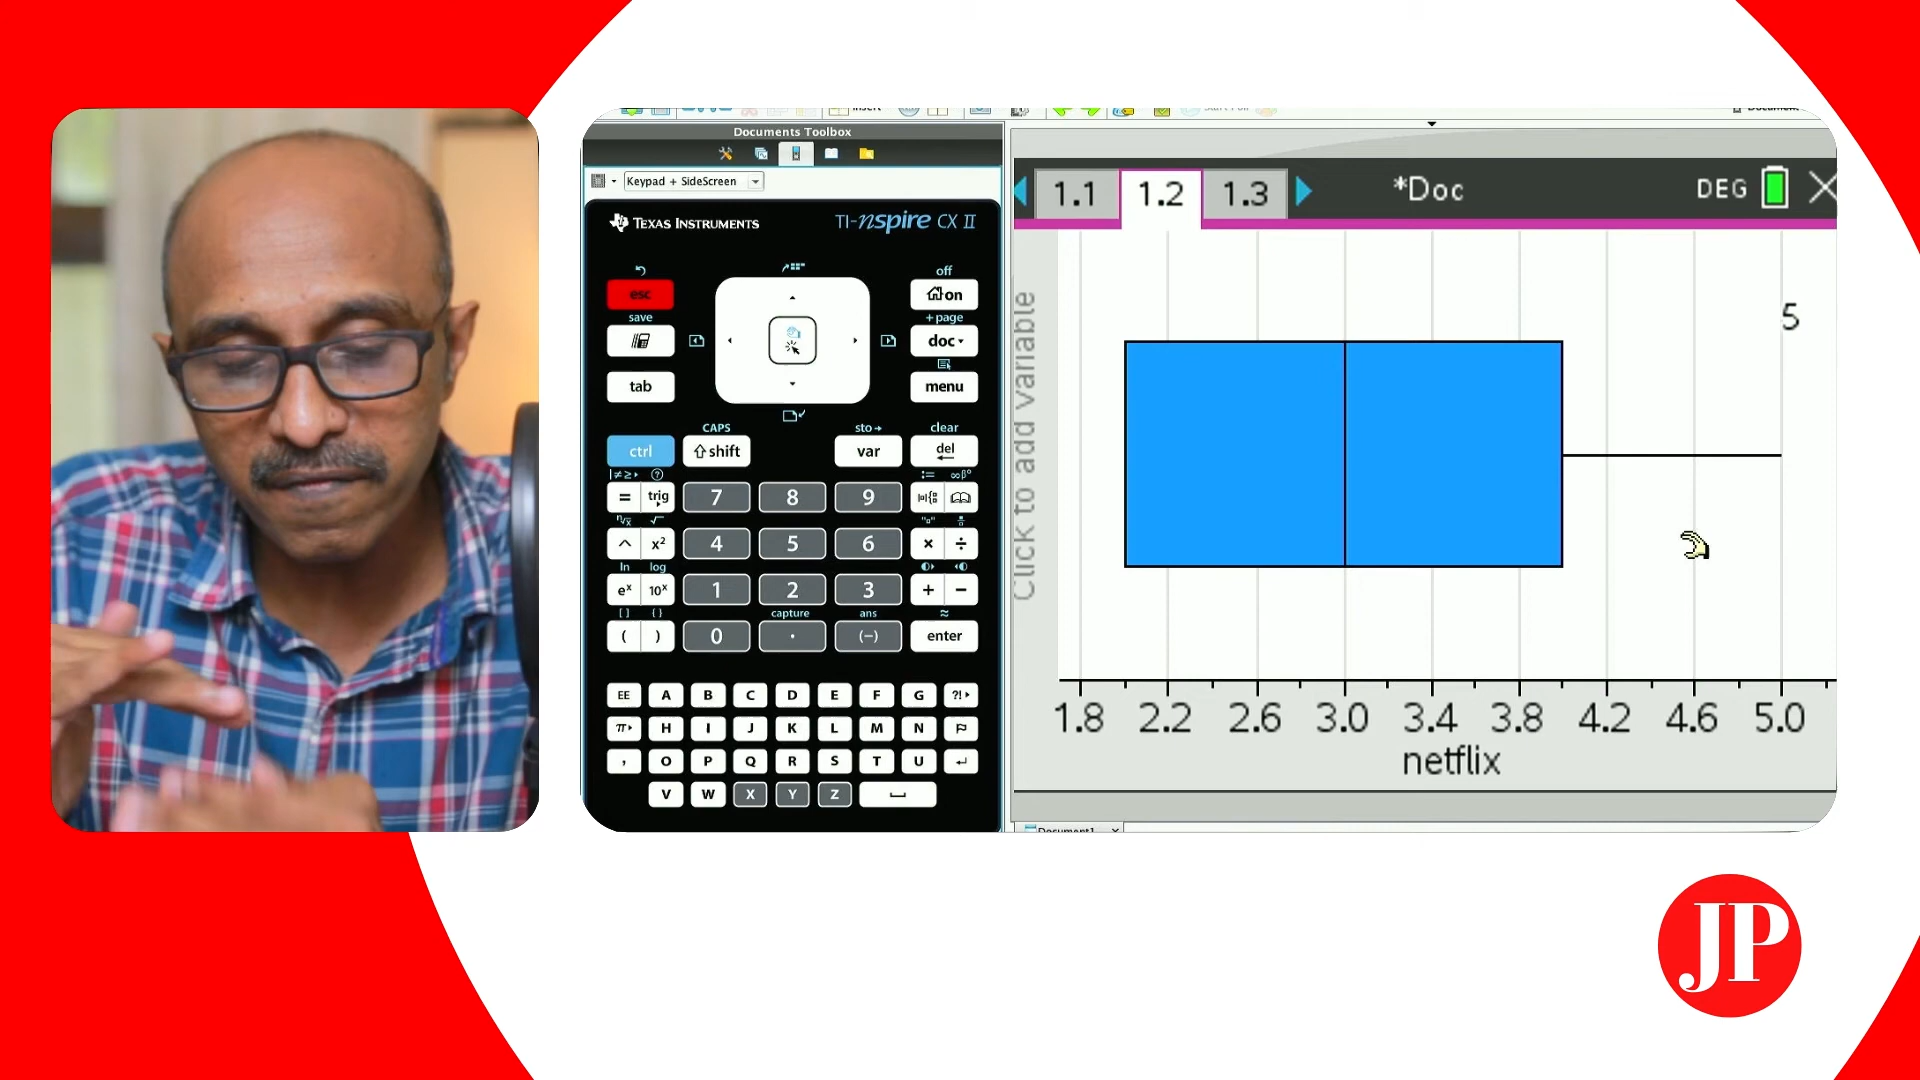 Documents Toolbox
Keypad + SideScreen
TEXAS INSTRUMENTS
TI-nspire CX II
off
esc
on
save
+ page
doc
tab
menu
CAPS
sto→
clear
ctrl
⇧shift
var
del
|≠≥▸
:=
∞β°
=
trig
7
8
9
^
x²
4
5
6
×
÷
ln
log
eˣ
10ˣ
1
2
3
+
−
[ ]
{ }
capture
ans
≈
(
)
0
.
(−)
enter
EE
A
B
C
D
E
F
G
?!▸
π▸
H
I
J
K
L
M
N
,
O
P
Q
R
S
T
U
V
W
X
Y
Z
1.1
1.2
1.3
*Doc
DEG
Click to add variable
5
1.8 2.2 2.6 3.0 3.4 3.8 4.2 4.6 5.0
netflix
JP